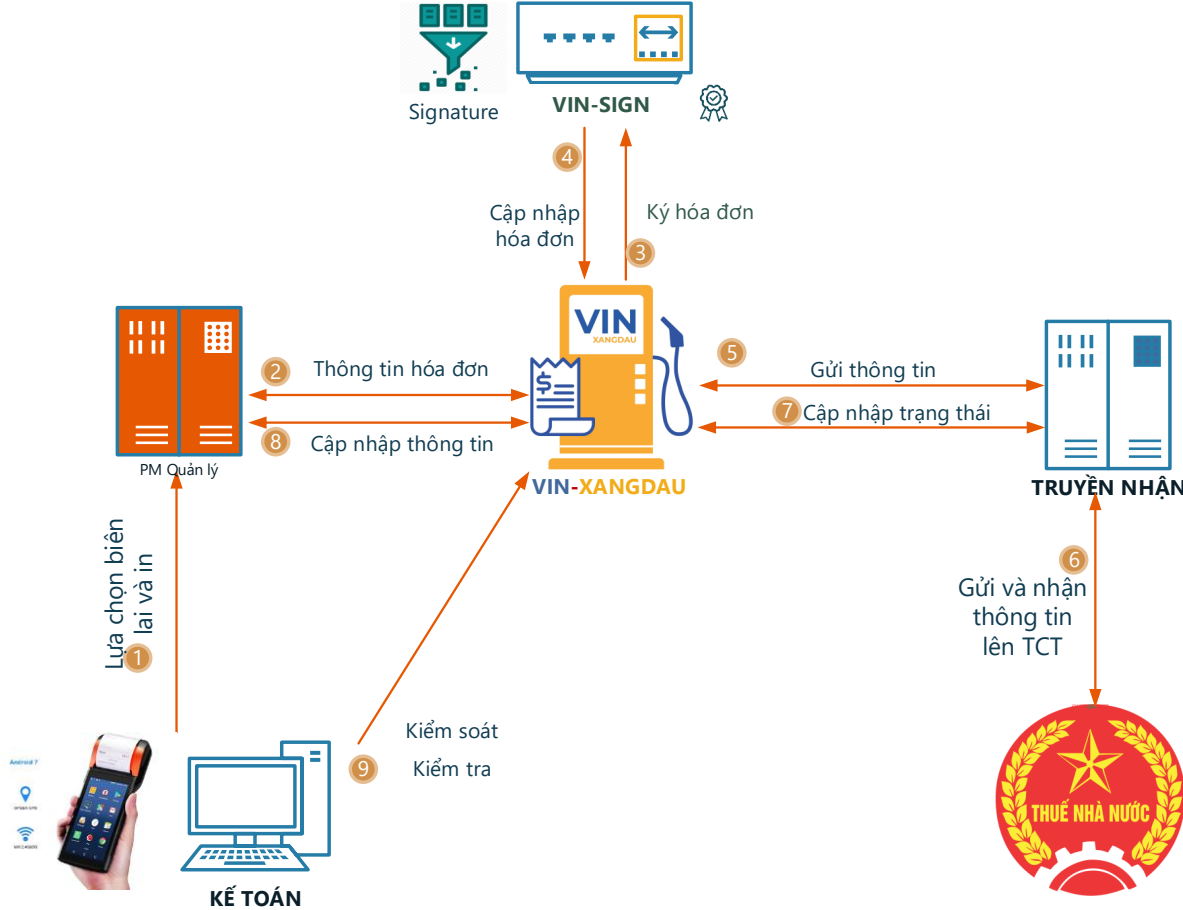 Signature
VIN-SIGN
4
Cập nhập
hóa đơn
Ký hóa đơn
3
VIN
XANGDAU
2
Thông tin hóa đơn
5
Gửi thông tin
7
Cập nhập trạng thái
8
Cập nhập thông tin
PM Quản lý
VIN-XANGDAU
TRUYỀN NHẬN
Lựa chọn biên
lai và in
1
6
Gửi và nhận
thông tin
lên TCT
Kiểm soát
9
Kiểm tra
Android 7
THUẾ NHÀ NƯỚC
KẾ TOÁN